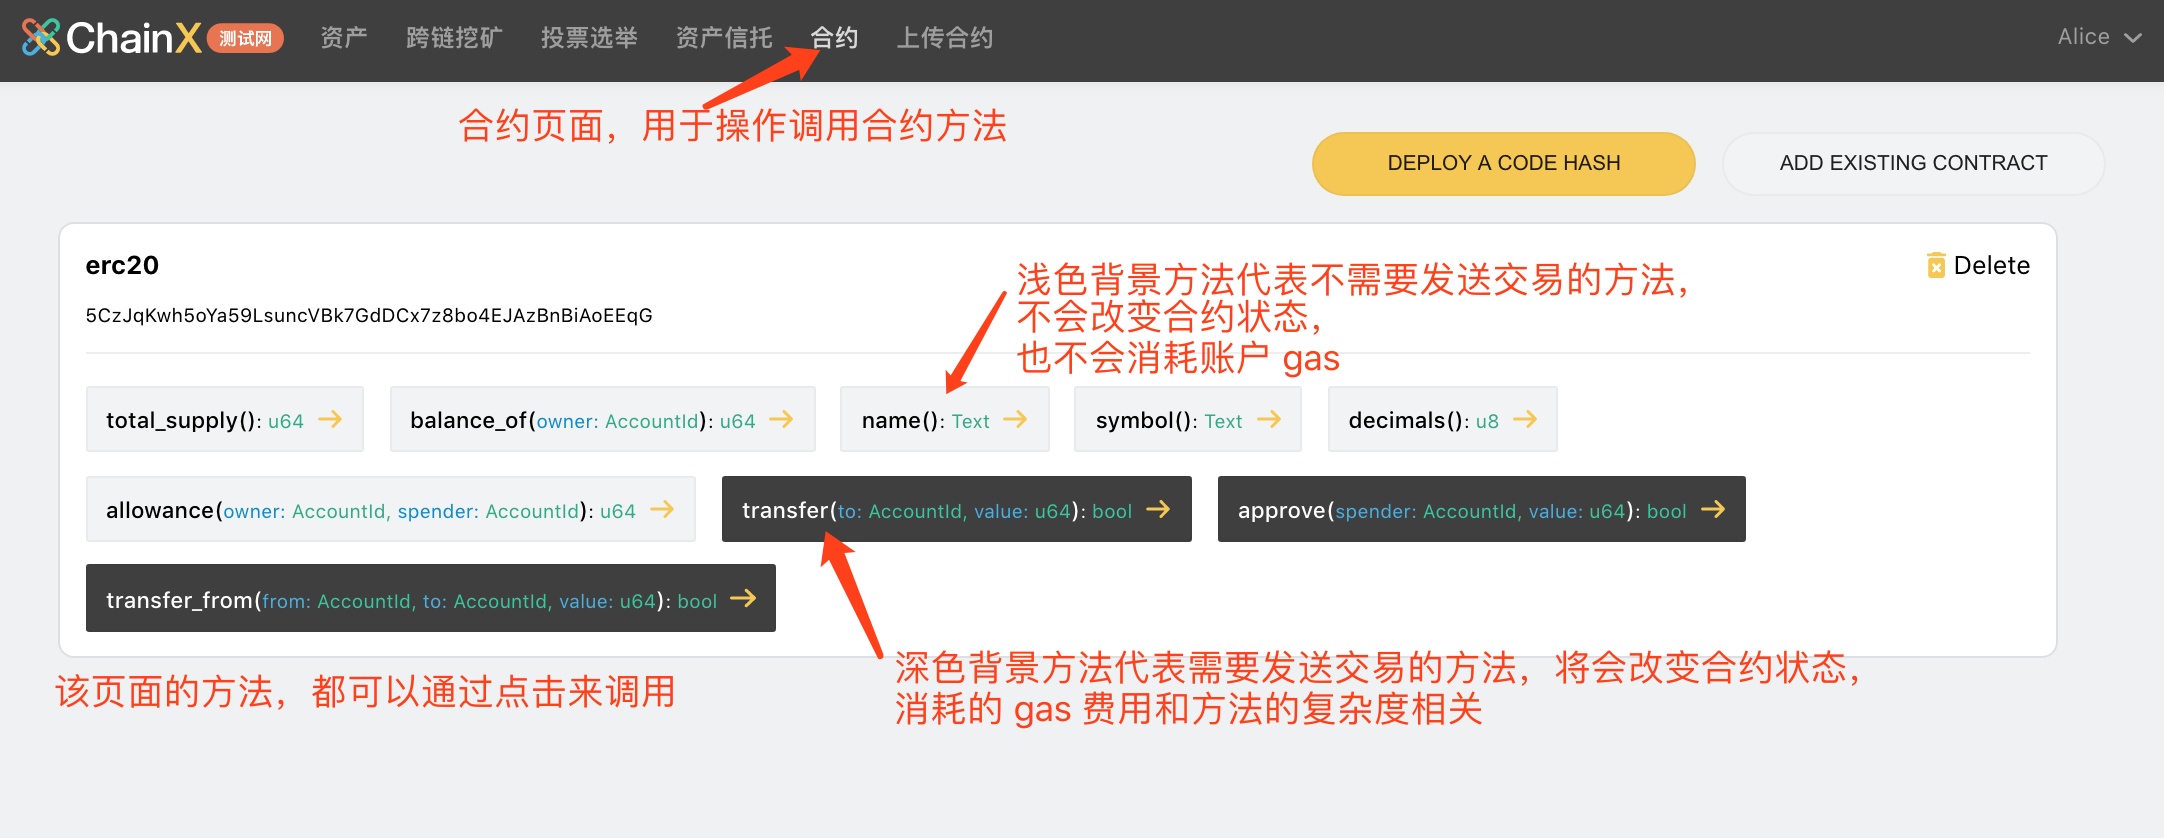 ChainX 测试网 资产 跨链挖矿 投票选举 资产信托 合约 上传合约 Alice
合约页面，用于操作调用合约方法
DEPLOY A CODE HASH ADD EXISTING CONTRACT
erc20 Delete
5CzJqKwh5oYa59LsuncVBk7GdDCx7z8bo4EJAzBnBiAoEEqG
浅色背景方法代表不需要发送交易的方法，
不会改变合约状态，
也不会消耗账户 gas
total_supply(): u64 → balance_of(owner: AccountId): u64 → name(): Text → symbol(): Text → decimals(): u8 →
allowance(owner: AccountId, spender: AccountId): u64 → transfer(to: AccountId, value: u64): bool → approve(spender: AccountId, value: u64): bool →
transfer_from(from: AccountId, to: AccountId, value: u64): bool →
该页面的方法，都可以通过点击来调用
深色背景方法代表需要发送交易的方法，将会改变合约状态，
消耗的 gas 费用和方法的复杂度相关